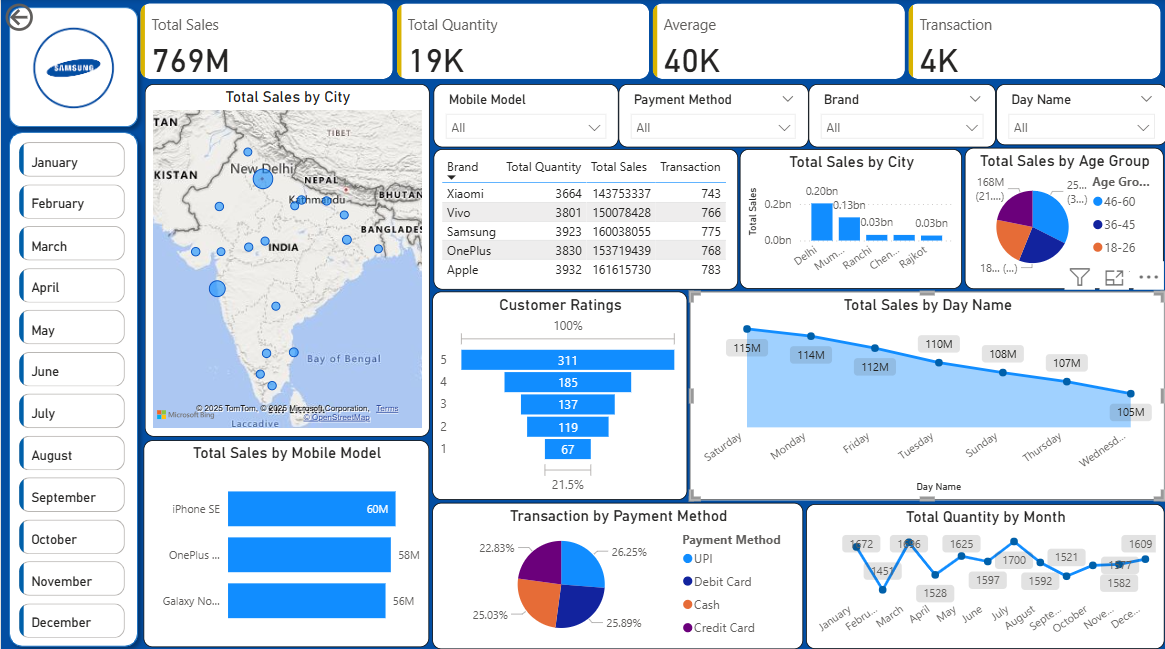 Total Sales
769M
Total Quantity
19K
Average
40K
Transaction
4K
SAMSUNG
January
February
March
April
May
June
July
August
September
October
November
December
Total Sales by City
TAN
TIBET
KISTAN
New Delhi
NEPAL
Kathmandu
BHUTAN
BANGLADES
INDIA
Bay of Bengal
© 2025 TomTom, © 2025 Microsoft Corporation, Terms
Microsoft Bing
© OpenStreetMap
Laccadive
Mobile Model
All
Payment Method
All
Brand
All
Day Name
All
Brand Total Quantity Total Sales Transaction
Xiaomi 3664 143753337 743
Vivo 3801 150078428 766
Samsung 3923 160038055 775
OnePlus 3830 153719439 768
Apple 3932 161615730 783
Total Sales by City
Total Sales
0.2bn
0.0bn
0.20bn
0.13bn
0.03bn
0.03bn
Delhi
Mum...
Ranchi
Chen...
Rajkot
Total Sales by Age Group
168M
(21....)
25...
(3...)
18... (...)
Age Gro...
46-60
36-45
18-26
Customer Ratings
100%
5 311
4 185
3 137
2 119
1 67
21.5%
Total Sales by Day Name
115M
114M
112M
110M
108M
107M
105M
Saturday
Monday
Friday
Tuesday
Sunday
Thursday
Wednesd...
Day Name
Total Sales by Mobile Model
iPhone SE 60M
OnePlus ... 58M
Galaxy No... 56M
Transaction by Payment Method
22.83%
26.25%
25.03%
25.89%
Payment Method
UPI
Debit Card
Cash
Credit Card
Total Quantity by Month
1672
1451
1528
1625
1597
1700
1592
1521
1582
1609
January
Febru...
March
April
May
June
July
August
Septe...
October
Nove...
Dece...